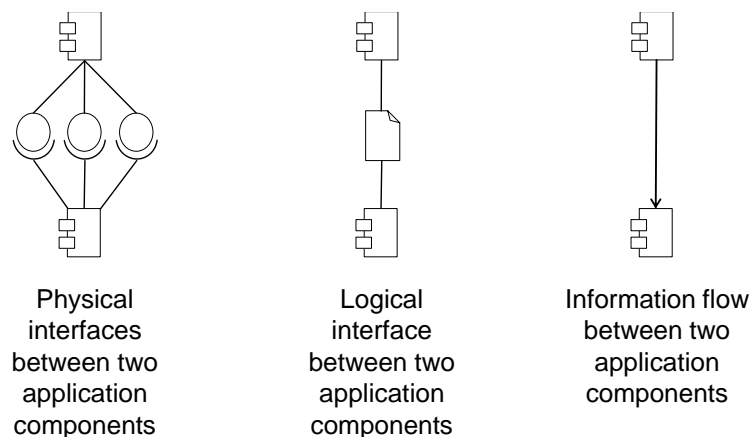 Physical
interfaces
between two
application
components
Logical
interface
between two
application
components
Information flow
between two
application
components